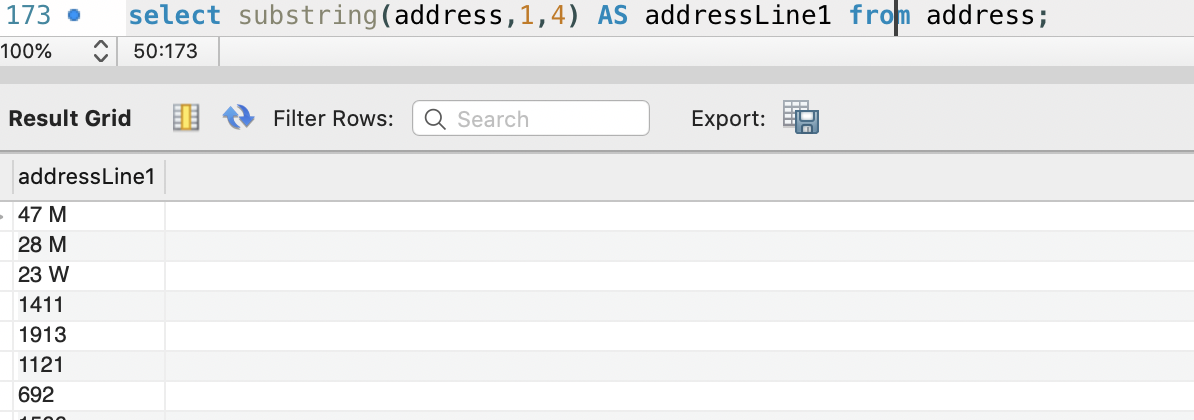 173 select substring(address,1,4) AS addressLine1 from address;
100% 50:173
Result Grid Filter Rows: Search Export:
addressLine1
47 M
28 M
23 W
1411
1913
1121
692